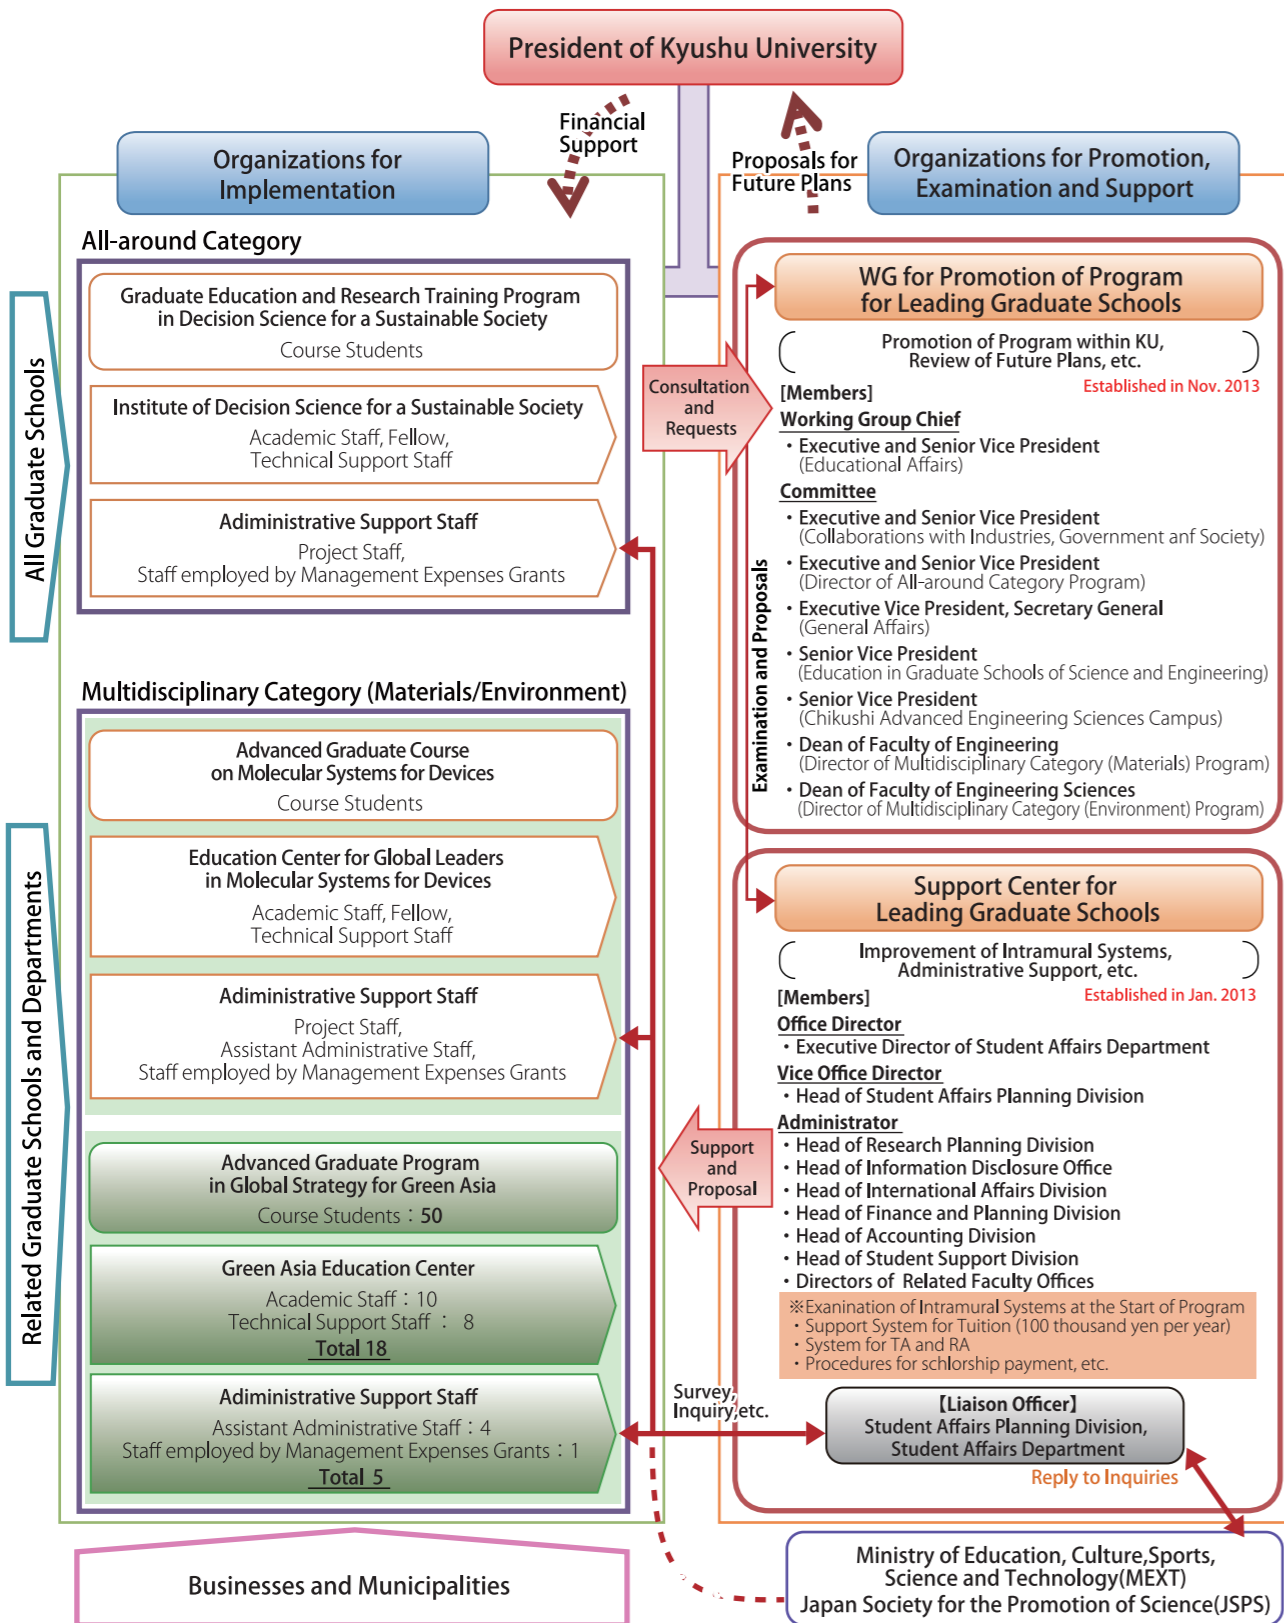 President of Kyushu University
Financial
Support
Proposals for
Future Plans
Organizations for
Implementation
Organizations for Promotion,
Examination and Support
All Graduate Schools
All-around Category
Graduate Education and Research Training Program
in Decision Science for a Sustainable Society
Course Students
Institute of Decision Science for a Sustainable Society
Academic Staff, Fellow,
Technical Support Staff
Adiministrative Support Staff
Project Staff,
Staff employed by Management Expenses Grants
Related Graduate Schools and Departments
Multidisciplinary Category (Materials/Environment)
Advanced Graduate Course
on Molecular Systems for Devices
Course Students
Education Center for Global Leaders
in Molecular Systems for Devices
Academic Staff, Fellow,
Technical Support Staff
Administrative Support Staff
Project Staff,
Assistant Administrative Staff,
Staff employed by Management Expenses Grants
Advanced Graduate Program
in Global Strategy for Green Asia
Course Students : 50
Green Asia Education Center
Academic Staff : 10
Technical Support Staff : 8
Total 18
Administrative Support Staff
Assistant Administrative Staff : 4
Staff employed by Management Expenses Grants : 1
Total 5
Businesses and Municipalities
Consultation
and
Requests
Support
and
Proposal
Survey,
Inquiry,etc.
Examination and Proposals
WG for Promotion of Program
for Leading Graduate Schools
Promotion of Program within KU,
Review of Future Plans, etc.
Established in Nov. 2013
[Members]
Working Group Chief
・Executive and Senior Vice President
(Educational Affairs)
Committee
・Executive and Senior Vice President
(Collaborations with Industries, Government anf Society)
・Executive and Senior Vice President
(Director of All-around Category Program)
・Executive Vice President, Secretary General
(General Affairs)
・Senior Vice President
(Education in Graduate Schools of Science and Engineering)
・Senior Vice President
(Chikushi Advanced Engineering Sciences Campus)
・Dean of Faculty of Engineering
(Director of Multidisciplinary Category (Materials) Program)
・Dean of Faculty of Engineering Sciences
(Director of Multidisciplinary Category (Environment) Program)
Support Center for
Leading Graduate Schools
Improvement of Intramural Systems,
Administrative Support, etc.
Established in Jan. 2013
[Members]
Office Director
・Executive Director of Student Affairs Department
Vice Office Director
・Head of Student Affairs Planning Division
Administrator
・Head of Research Planning Division
・Head of Information Disclosure Office
・Head of International Affairs Division
・Head of Finance and Planning Division
・Head of Accounting Division
・Head of Student Support Division
・Directors of Related Faculty Offices
※Exanination of Intramural Systems at the Start of Program
・Support System for Tuition (100 thousand yen per year)
・System for TA and RA
・Procedures for schlorship payment, etc.
【Liaison Officer】
Student Affairs Planning Division,
Student Affairs Department
Reply to Inquiries
Ministry of Education, Culture,Sports,
Science and Technology(MEXT)
Japan Society for the Promotion of Science(JSPS)